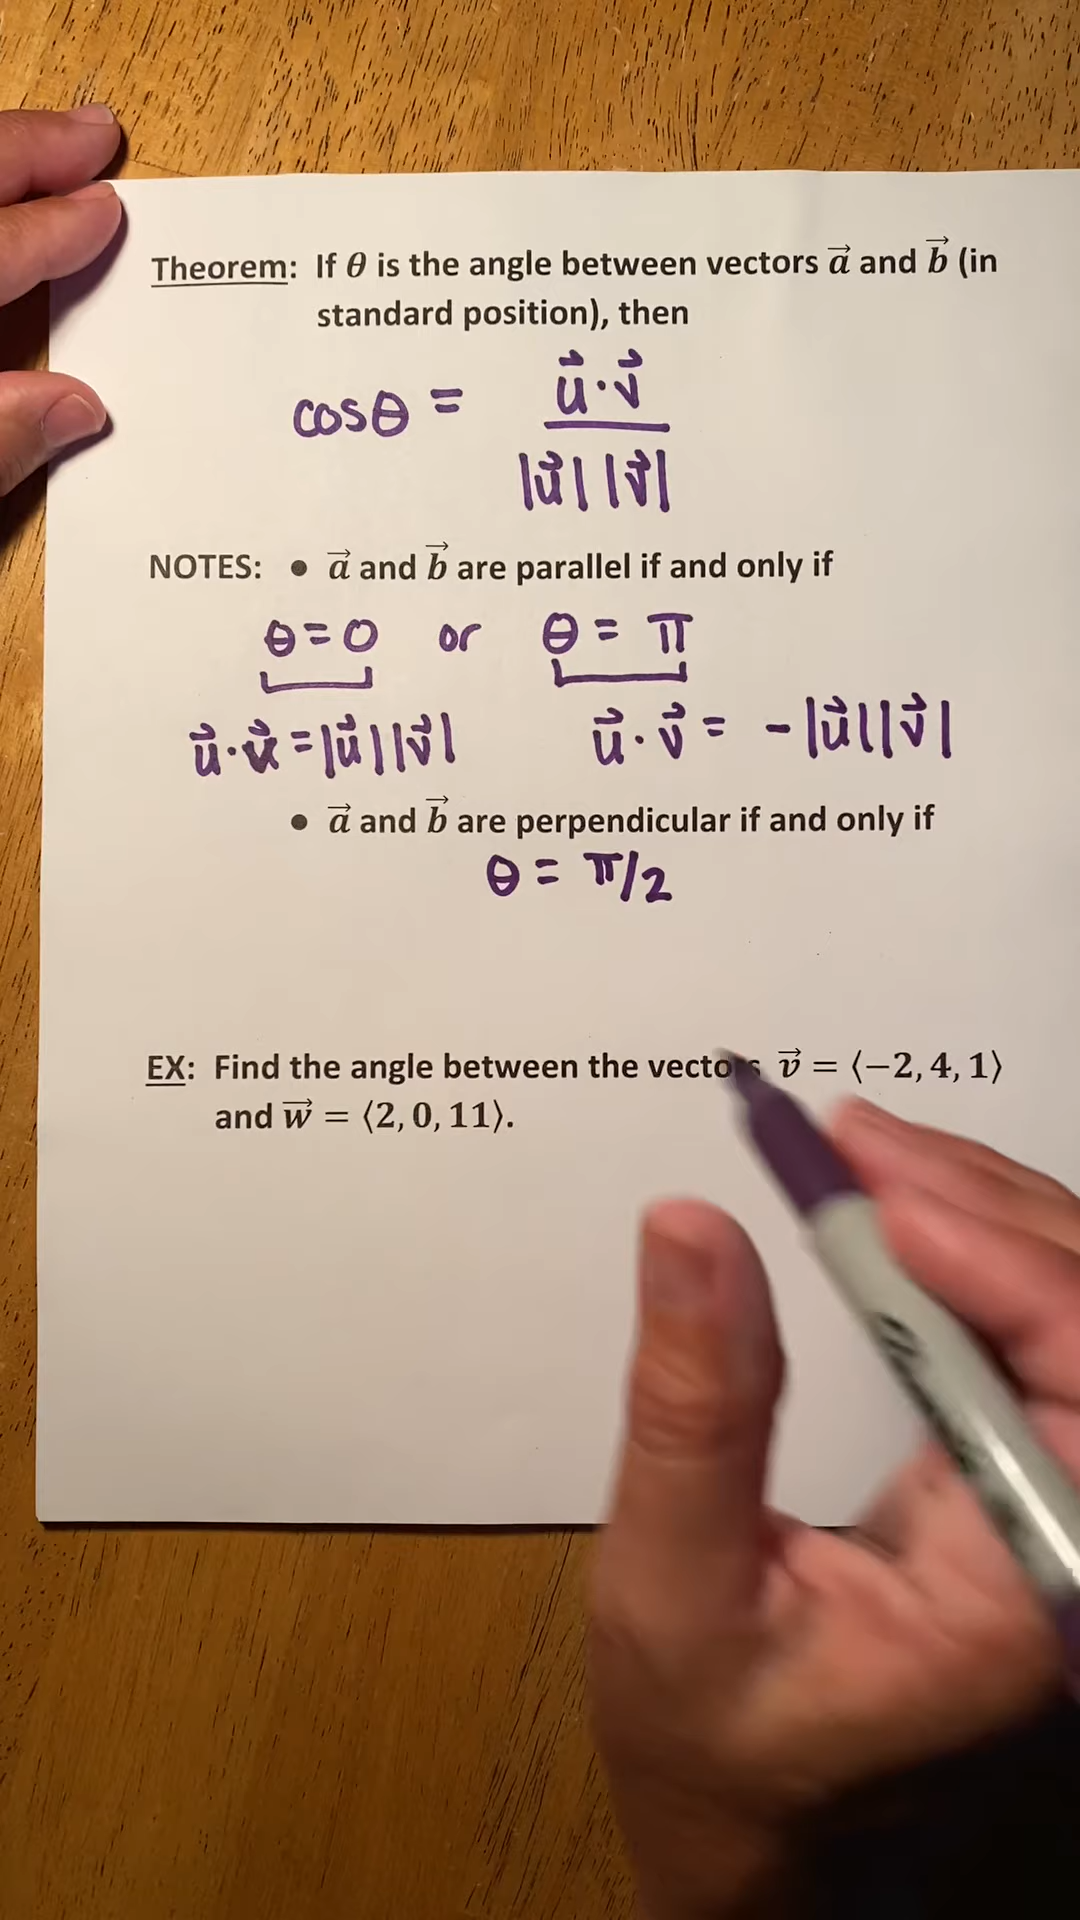 Theorem: If θ is the angle between vectors a⃗ and b⃗ (in
standard position), then
cosθ = u⃗·v⃗ / |u⃗||v⃗|
NOTES: • a⃗ and b⃗ are parallel if and only if
θ=0 or θ = π
u⃗· =|u⃗||v⃗| u⃗·v⃗ = -|u⃗||v⃗|
• a⃗ and b⃗ are perpendicular if and only if
θ = π/2
EX: Find the angle between the vectors v⃗ = ⟨−2, 4, 1⟩
and w⃗ = ⟨2, 0, 11⟩.